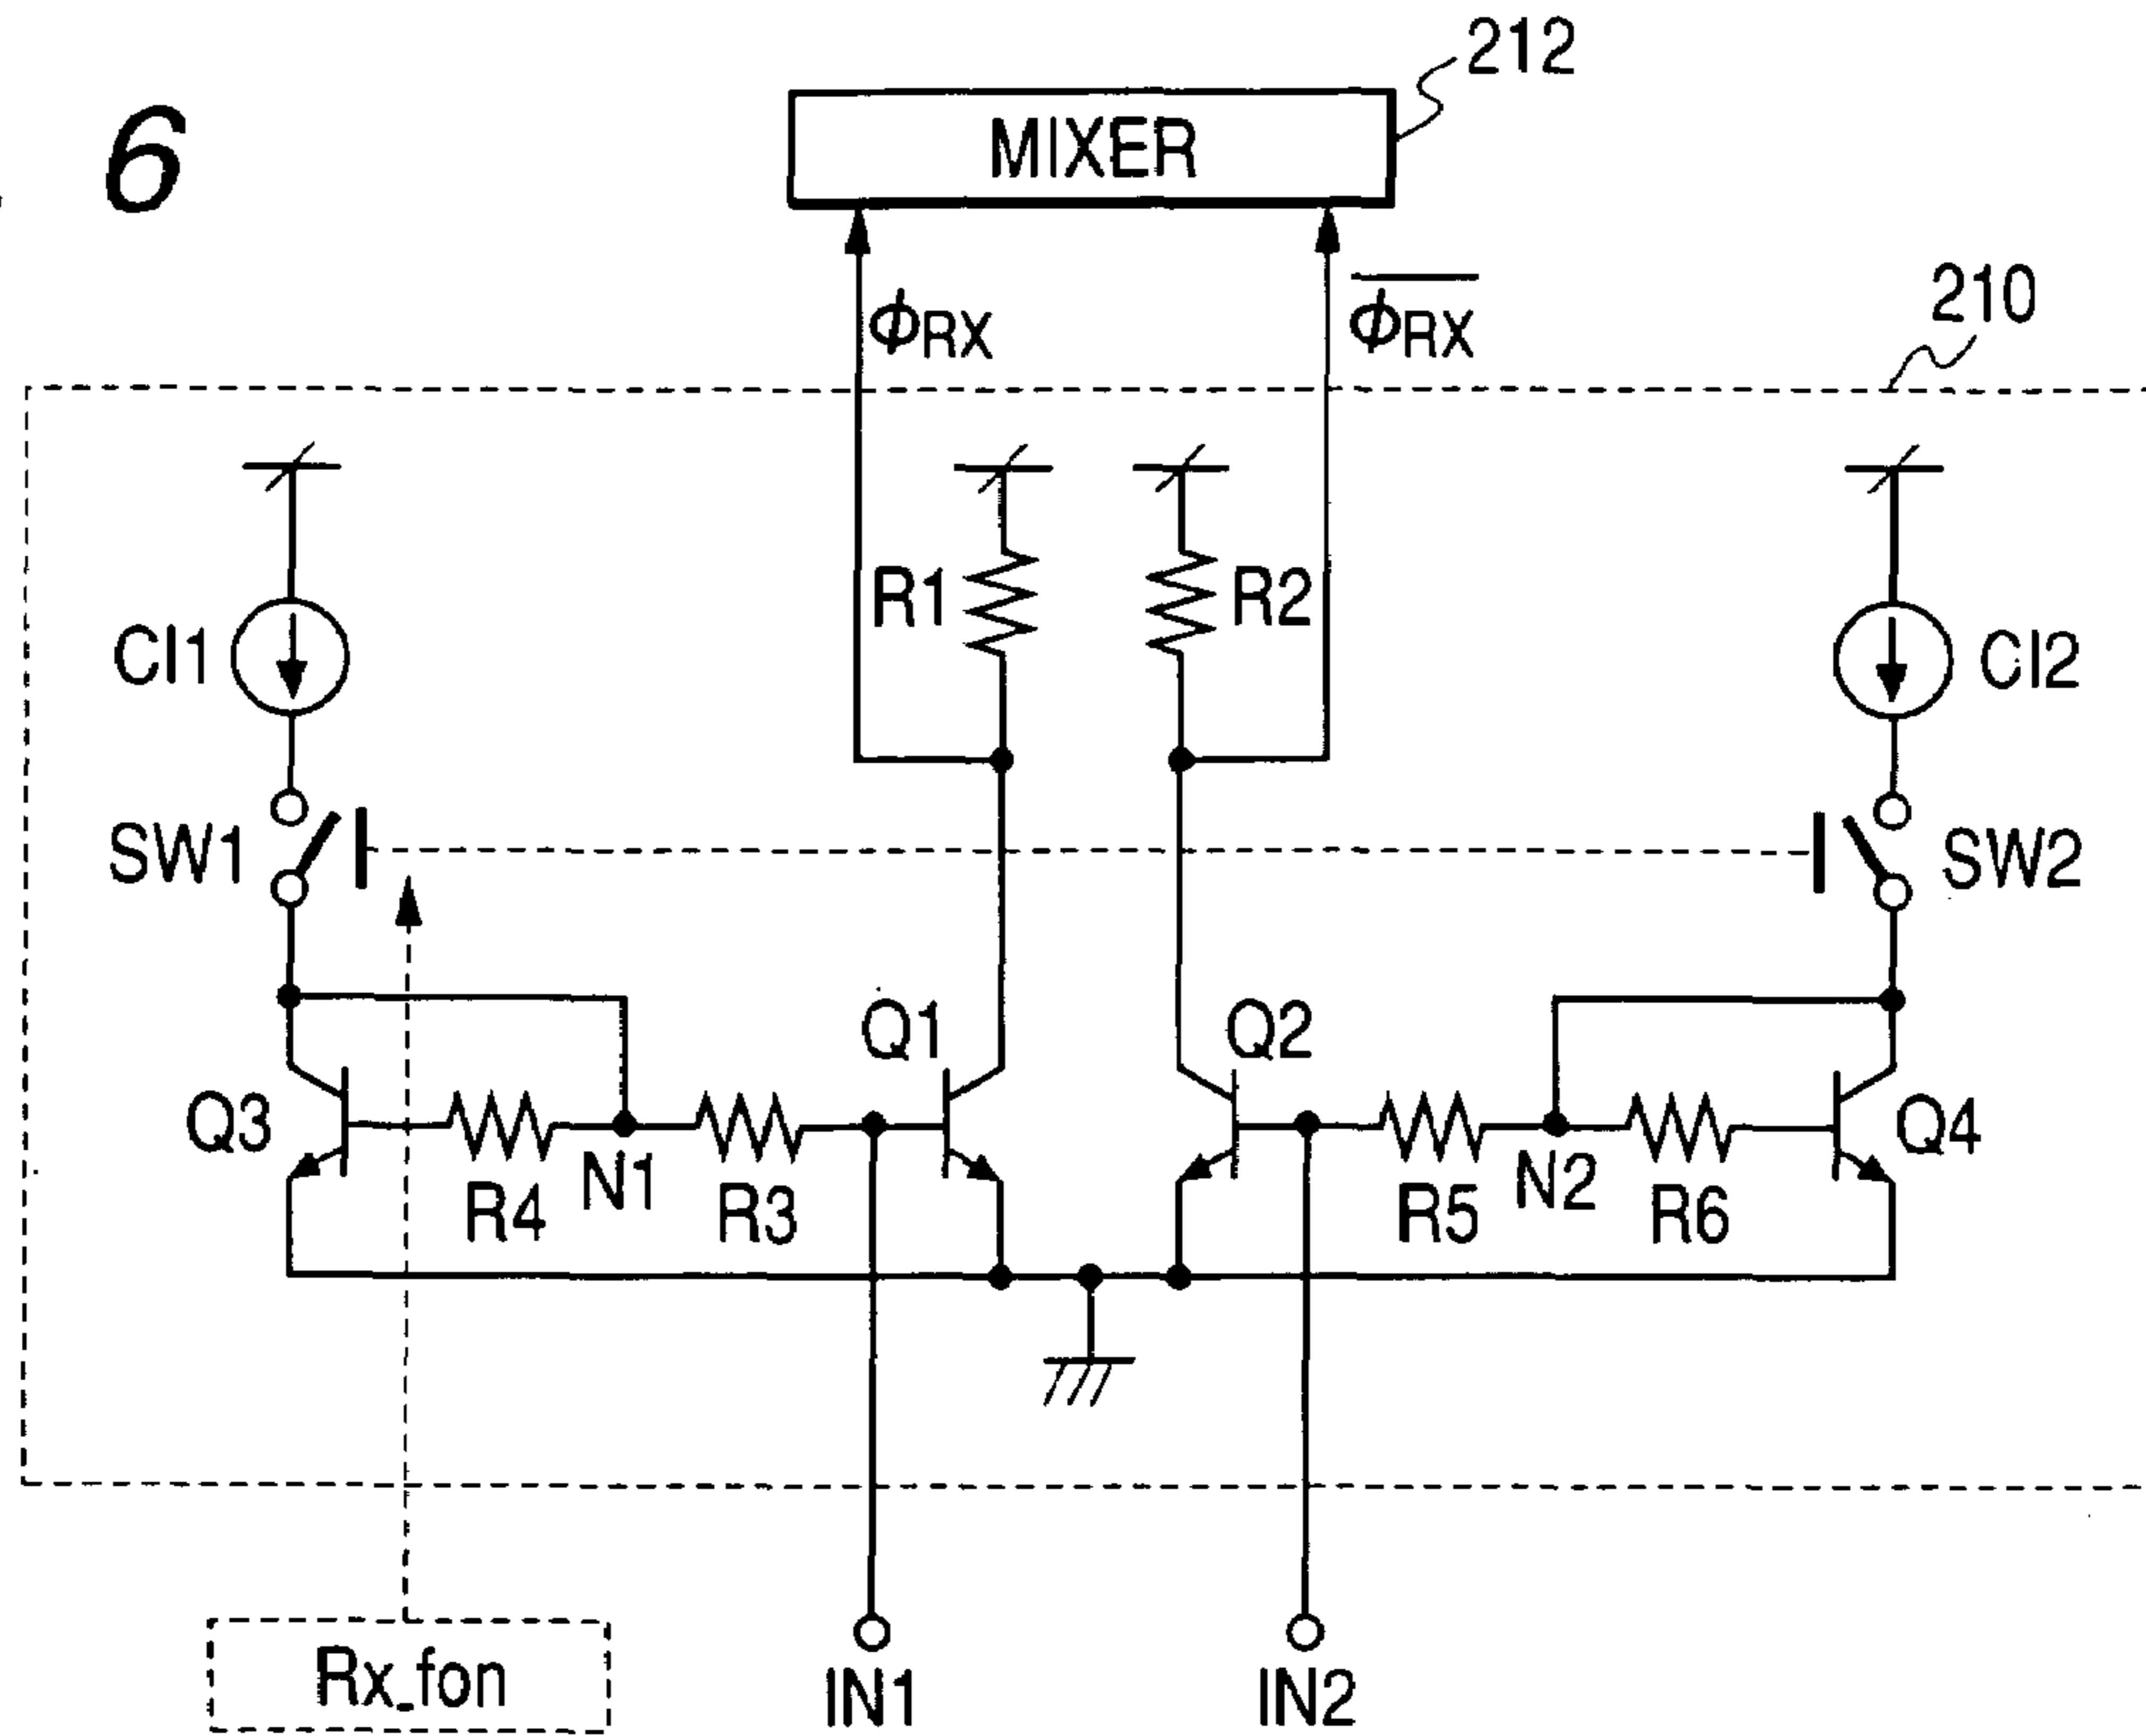 6
212
MIXER
ϕRX
ϕ̅R̅X̅
210
R1
R2
CI1
CI2
SW1
SW2
Q1
Q2
Q3
Q4
R4
N1
R3
R5
N2
R6
Rx_fon
IN1
IN2